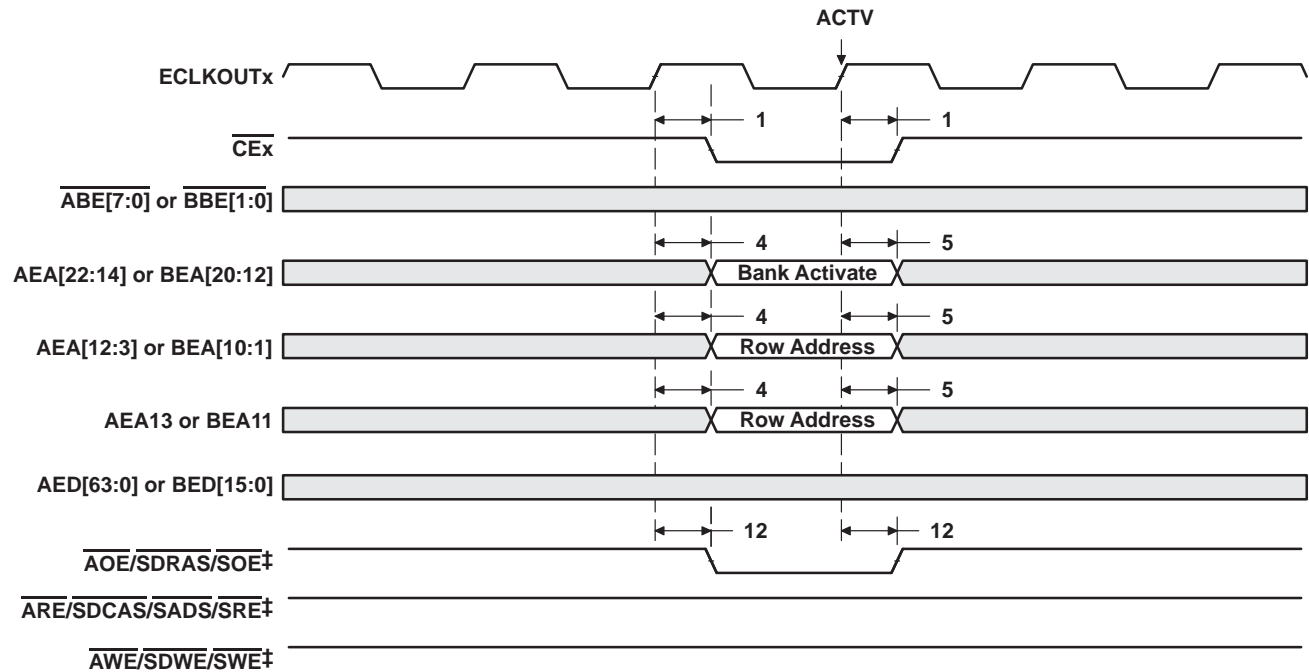 ACTV
ECLKOUTx
1 1
CEx
ABE[7:0] or BBE[1:0]
4 5
AEA[22:14] or BEA[20:12] Bank Activate
4 5
AEA[12:3] or BEA[10:1] Row Address
4 5
AEA13 or BEA11 Row Address
AED[63:0] or BED[15:0]
12 12
AOE/SDRAS/SOE‡
ARE/SDCAS/SADS/SRE‡
AWE/SDWE/SWE‡